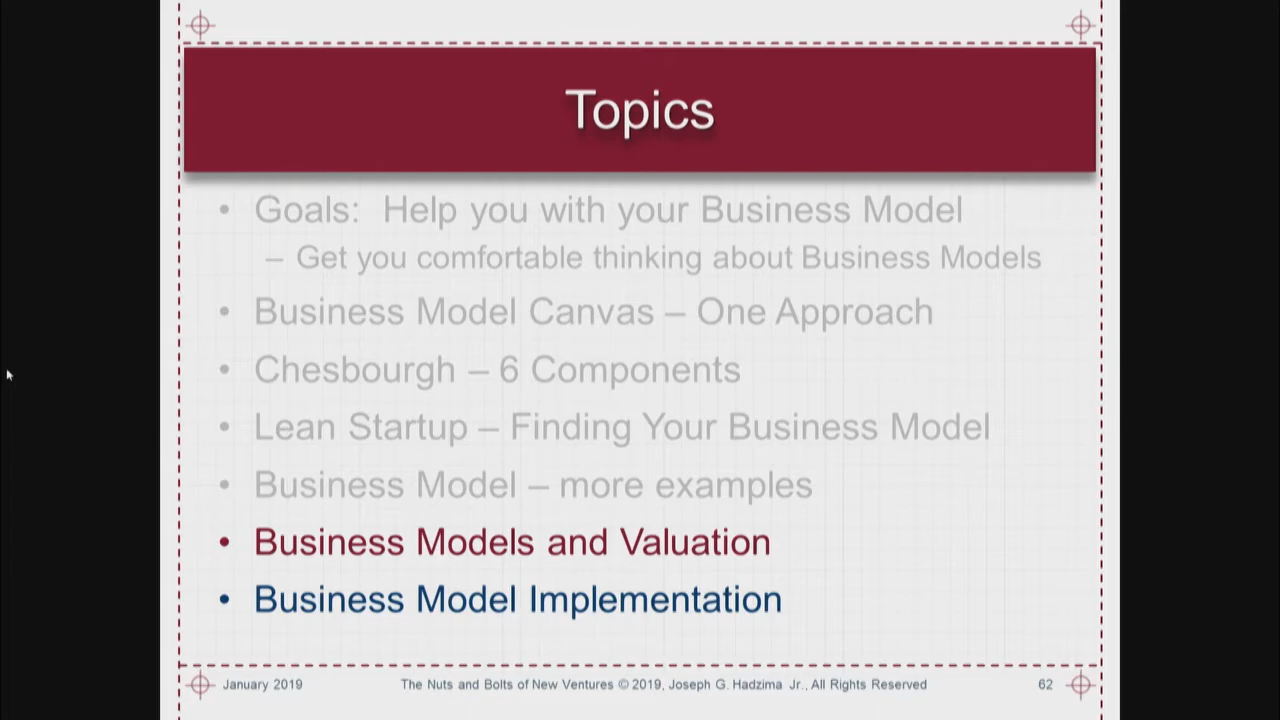 Topics
• Goals: Help you with your Business Model
– Get you comfortable thinking about Business Models
• Business Model Canvas – One Approach
• Chesbourgh – 6 Components
• Lean Startup – Finding Your Business Model
• Business Model – more examples
• Business Models and Valuation
• Business Model Implementation
January 2019 The Nuts and Bolts of New Ventures © 2019, Joseph G. Hadzima Jr., All Rights Reserved 62